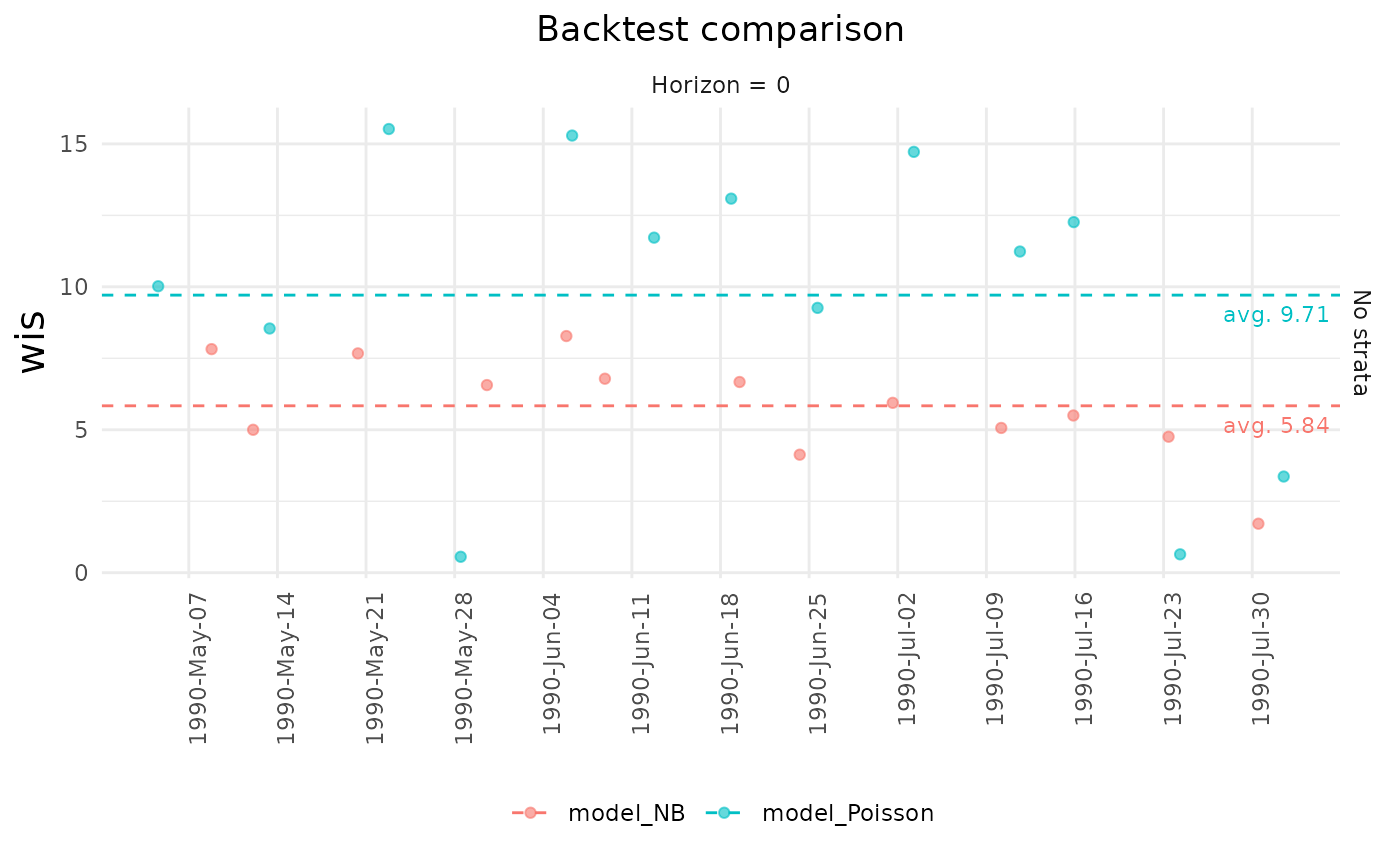 Backtest comparison
Horizon = 0
wis
15
10
5
0
avg. 9.71
avg. 5.84
No strata
1990-May-07
1990-May-14
1990-May-21
1990-May-28
1990-Jun-04
1990-Jun-11
1990-Jun-18
1990-Jun-25
1990-Jul-02
1990-Jul-09
1990-Jul-16
1990-Jul-23
1990-Jul-30
model_NB
model_Poisson